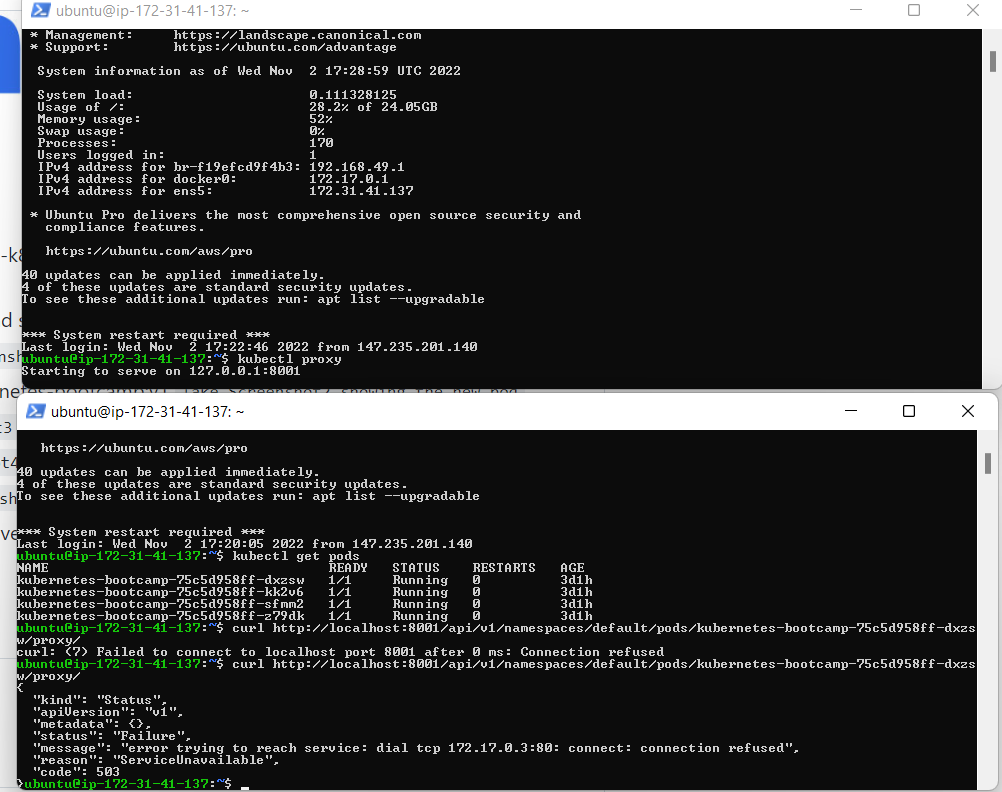 ubuntu@ip-172-31-41-137: ~
* Management:     https://landscape.canonical.com
* Support:        https://ubuntu.com/advantage
System information as of Wed Nov  2 17:28:59 UTC 2022
System load:                      0.111328125
Usage of /:                       28.2% of 24.05GB
Memory usage:                     52%
Swap usage:                       0%
Processes:                        170
Users logged in:                  1
IPv4 address for br-f19efcd9f4b3: 192.168.49.1
IPv4 address for docker0:         172.17.0.1
IPv4 address for ens5:            172.31.41.137
* Ubuntu Pro delivers the most comprehensive open source security and
compliance features.
https://ubuntu.com/aws/pro
40 updates can be applied immediately.
4 of these updates are standard security updates.
To see these additional updates run: apt list --upgradable
*** System restart required ***
Last login: Wed Nov  2 17:22:46 2022 from 147.235.201.140
ubuntu@ip-172-31-41-137:~$ kubectl proxy
Starting to serve on 127.0.0.1:8001
ubuntu@ip-172-31-41-137: ~
https://ubuntu.com/aws/pro
40 updates can be applied immediately.
4 of these updates are standard security updates.
To see these additional updates run: apt list --upgradable
*** System restart required ***
Last login: Wed Nov  2 17:20:05 2022 from 147.235.201.140
ubuntu@ip-172-31-41-137:~$ kubectl get pods
NAME                                   READY   STATUS    RESTARTS   AGE
kubernetes-bootcamp-75c5d958ff-dxzsw   1/1     Running   0          3d1h
kubernetes-bootcamp-75c5d958ff-kk2v6   1/1     Running   0          3d1h
kubernetes-bootcamp-75c5d958ff-sfmm2   1/1     Running   0          3d1h
kubernetes-bootcamp-75c5d958ff-z79dk   1/1     Running   0          3d1h
ubuntu@ip-172-31-41-137:~$ curl http://localhost:8001/api/v1/namespaces/default/pods/kubernetes-bootcamp-75c5d958ff-dxzs
w/proxy/
curl: (7) Failed to connect to localhost port 8001 after 0 ms: Connection refused
ubuntu@ip-172-31-41-137:~$ curl http://localhost:8001/api/v1/namespaces/default/pods/kubernetes-bootcamp-75c5d958ff-dxzs
w/proxy/
{
"kind": "Status",
"apiVersion": "v1",
"metadata": {},
"status": "Failure",
"message": "error trying to reach service: dial tcp 172.17.0.3:80: connect: connection refused",
"reason": "ServiceUnavailable",
"code": 503
}ubuntu@ip-172-31-41-137:~$